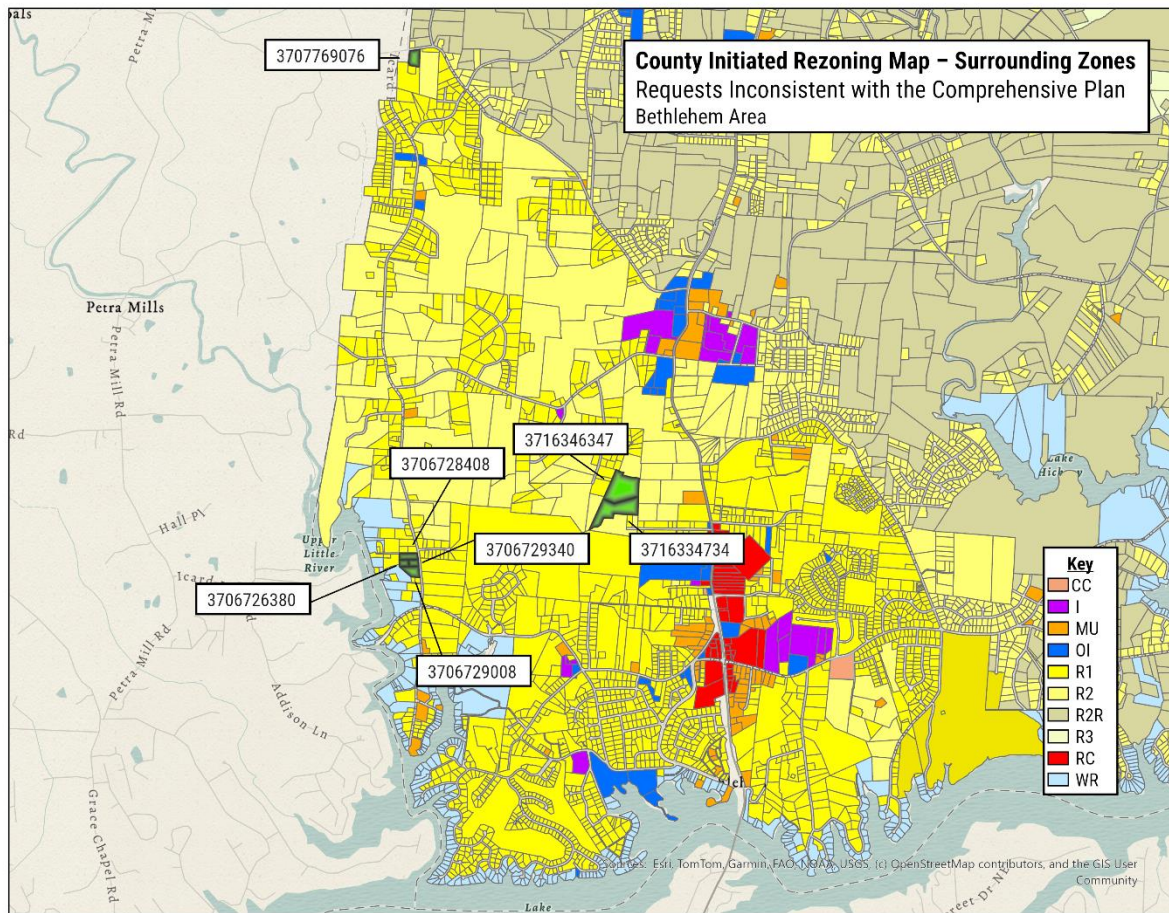 oals
Petra M
3707769076
County Initiated Rezoning Map – Surrounding Zones
Requests Inconsistent with the Comprehensive Plan
Bethlehem Area
Petra Mills
Petra Mill Rd
Rd
3716346347
3706728408
Lake
Hickory
Hall Pl
Upper
Little
River
3706729340
3716334734
3706726380
3706729008
Petra Mill Rd
Addison Ln
Grace Chapel Rd
Key
CC
I
MU
OI
R1
R2
R2R
R3
RC
WR
Sources: Esri, TomTom, Garmin, FAO, NOAA, USGS, (c) OpenStreetMap contributors, and the GIS User
Community
Lake